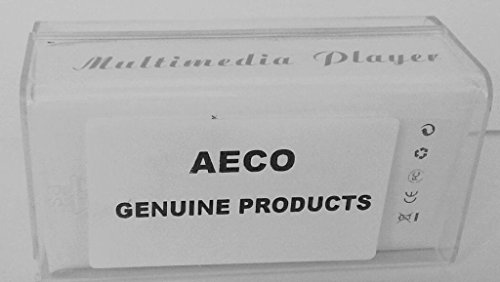 Multimedia Player
AECO
GENUINE PRODUCTS